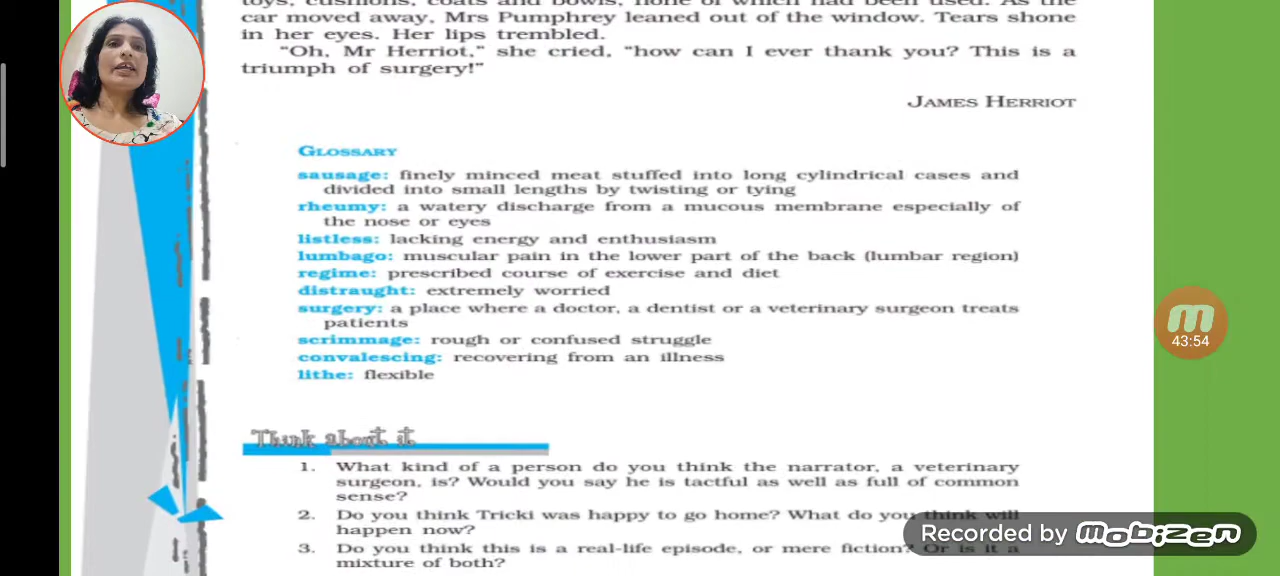 toys, cushions, coats and bowls, none of which had been used. As the
car moved away, Mrs Pumphrey leaned out of the window. Tears shone
in her eyes. Her lips trembled.
“Oh, Mr Herriot,” she cried, “how can I ever thank you? This is a
triumph of surgery!”
JAMES HERRIOT
GLOSSARY
sausage: finely minced meat stuffed into long cylindrical cases and
divided into small lengths by twisting or tying
rheumy: a watery discharge from a mucous membrane especially of
the nose or eyes
listless: lacking energy and enthusiasm
lumbago: muscular pain in the lower part of the back (lumbar region)
regime: prescribed course of exercise and diet
distraught: extremely worried
surgery: a place where a doctor, a dentist or a veterinary surgeon treats
patients
scrimmage: rough or confused struggle
convalescing: recovering from an illness
lithe: flexible
Think about it
1. What kind of a person do you think the narrator, a veterinary
surgeon, is? Would you say he is tactful as well as full of common
sense?
2. Do you think Tricki was happy to go home? What do you think will
happen now?
3. Do you think this is a real-life episode, or mere fiction? Or is it a
mixture of both?
43:54
Recorded by mobizen